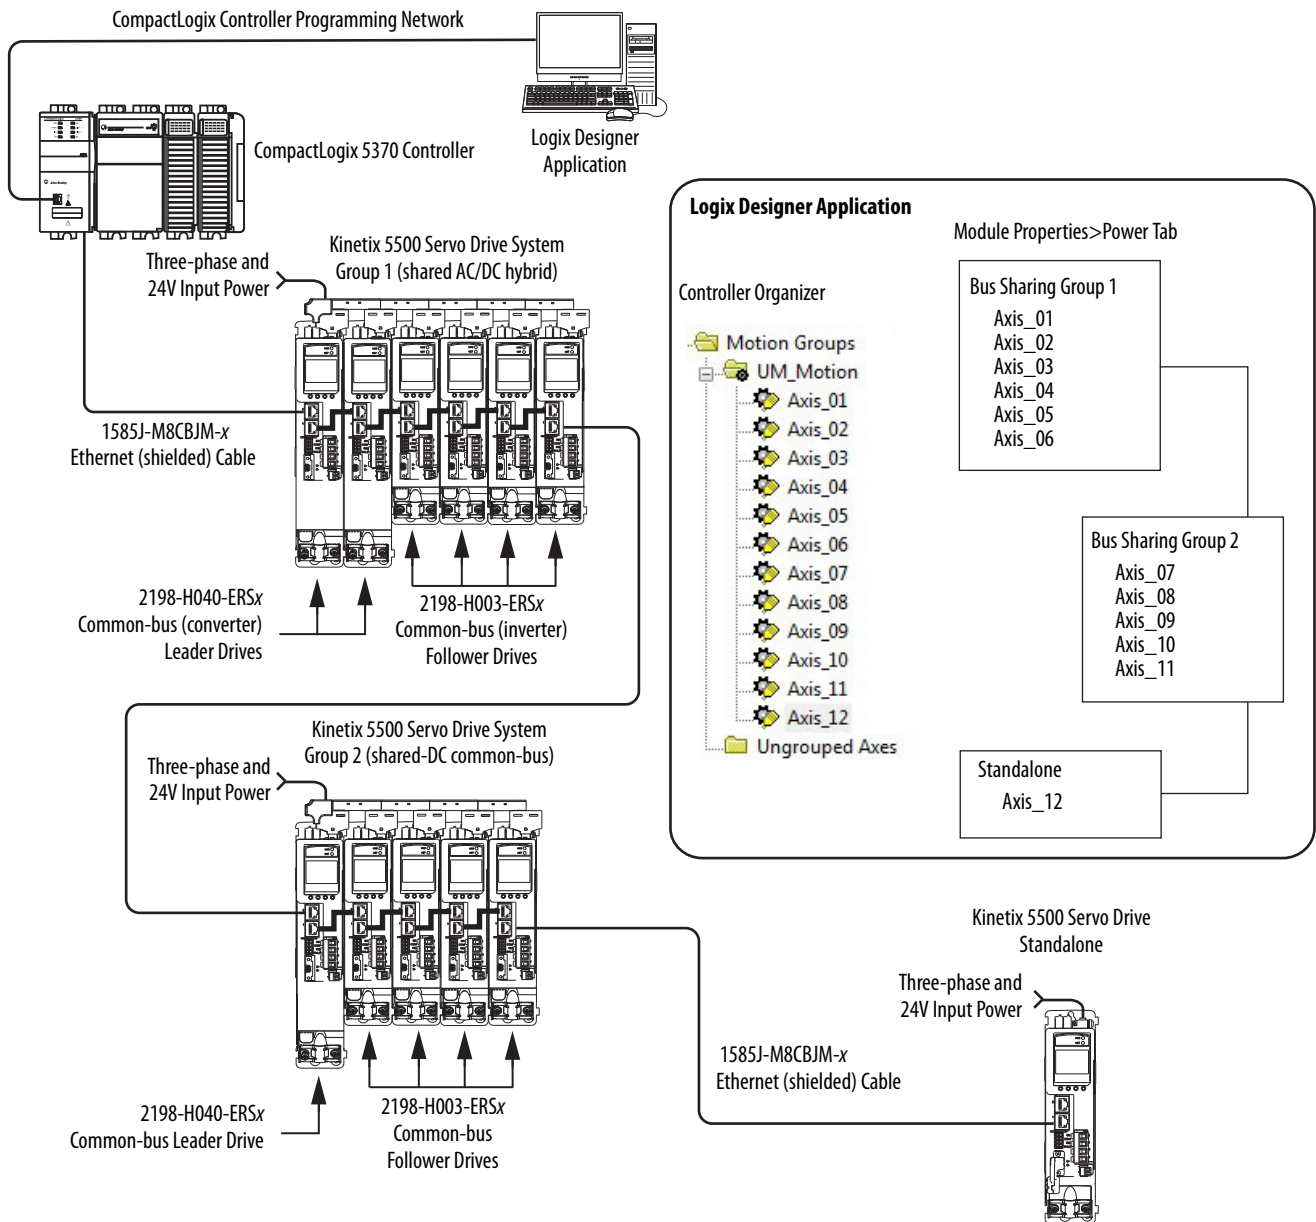 CompactLogix Controller Programming Network
Logix Designer
Application
CompactLogix 5370 Controller
Kinetix 5500 Servo Drive System
Group 1 (shared AC/DC hybrid)
Three-phase and
24V Input Power
1585J-M8CBJM-x
Ethernet (shielded) Cable
2198-H040-ERSx
Common-bus (converter)
Leader Drives
2198-H003-ERSx
Common-bus (inverter)
Follower Drives
Logix Designer Application
Module Properties>Power Tab
Controller Organizer
Motion Groups
UM_Motion
Axis_01
Axis_02
Axis_03
Axis_04
Axis_05
Axis_06
Axis_07
Axis_08
Axis_09
Axis_10
Axis_11
Axis_12
Ungrouped Axes
Bus Sharing Group 1
Axis_01
Axis_02
Axis_03
Axis_04
Axis_05
Axis_06
Bus Sharing Group 2
Axis_07
Axis_08
Axis_09
Axis_10
Axis_11
Standalone
Axis_12
Kinetix 5500 Servo Drive System
Group 2 (shared-DC common-bus)
Three-phase and
24V Input Power
2198-H040-ERSx
Common-bus Leader Drive
2198-H003-ERSx
Common-bus
Follower Drives
1585J-M8CBJM-x
Ethernet (shielded) Cable
Kinetix 5500 Servo Drive
Standalone
Three-phase and
24V Input Power